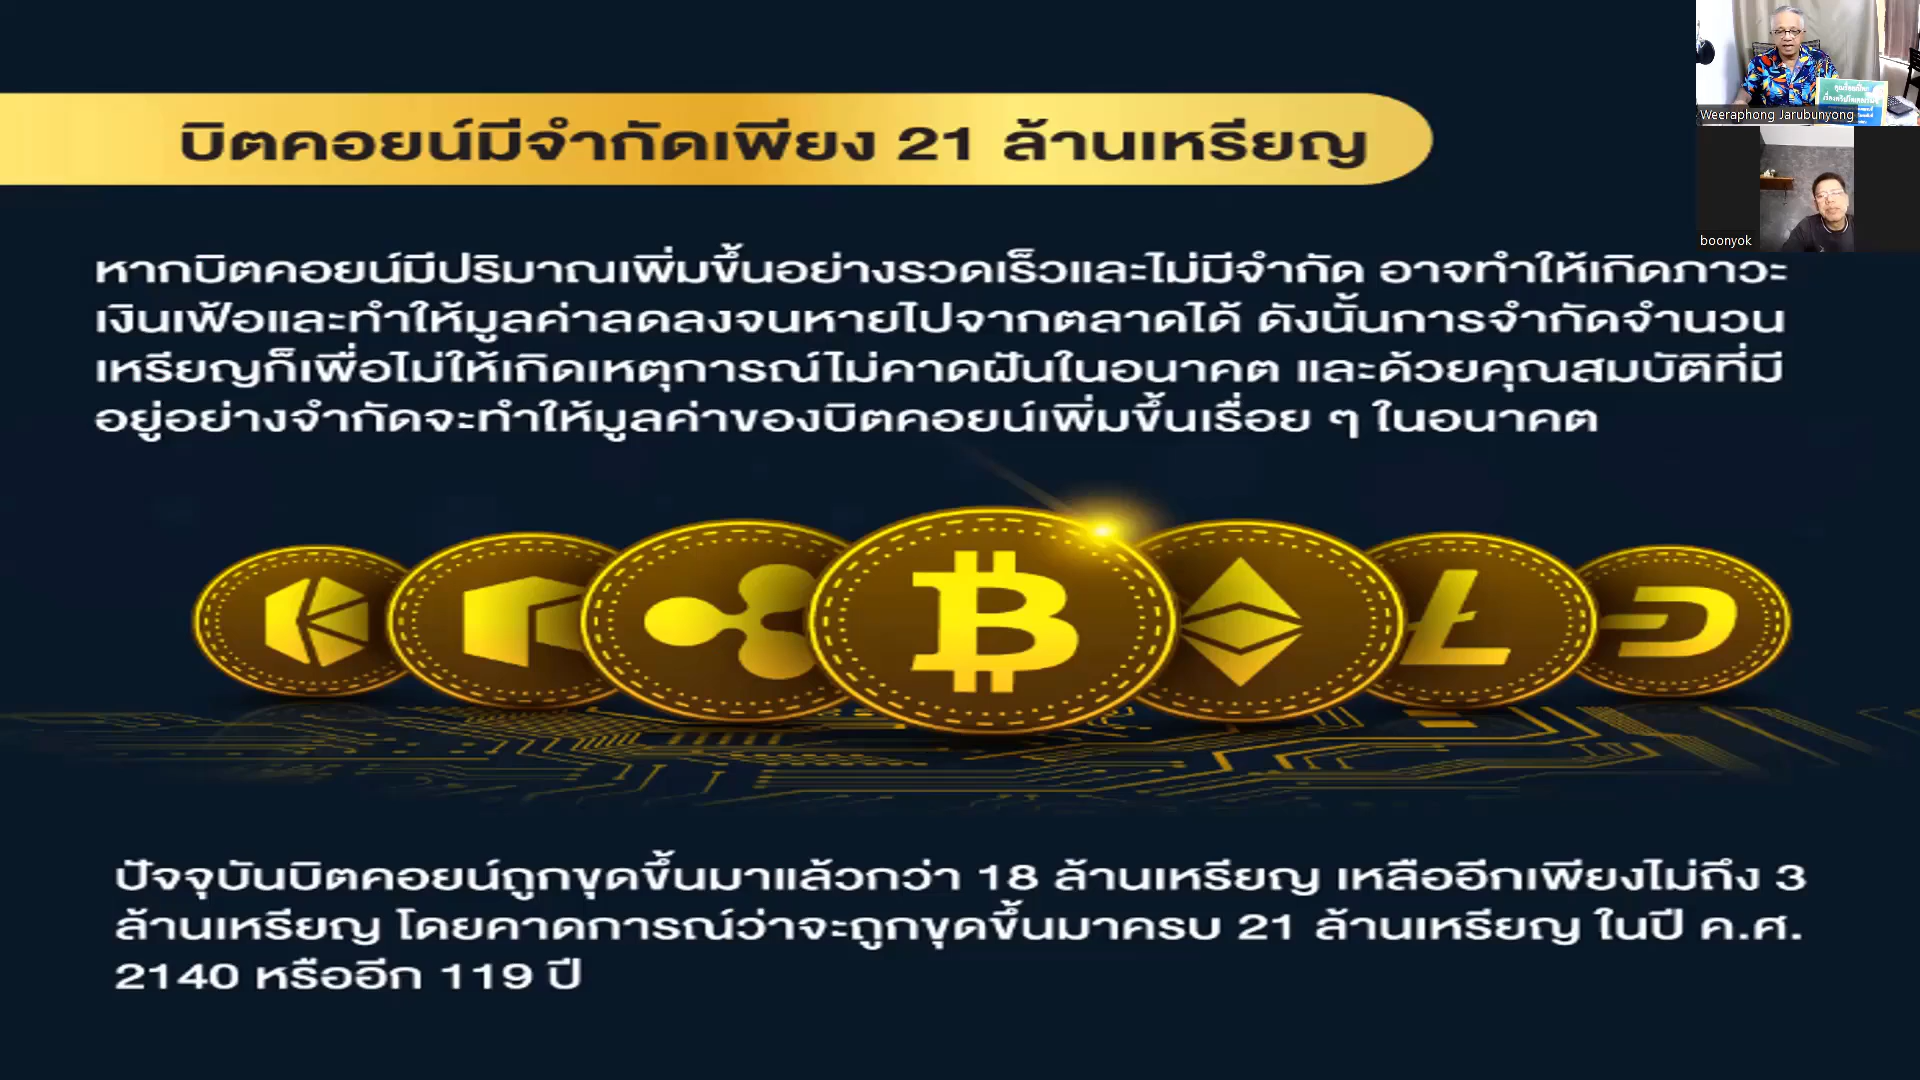 บิตคอยน์มีจำกัดเพียง 21 ล้านเหรียญ
หากบิตคอยน์มีปริมาณเพิ่มขึ้นอย่างรวดเร็วและไม่มีจำกัด อาจทำให้เกิดภาวะ
เงินเฟ้อและทำให้มูลค่าลดลงจนหายไปจากตลาดได้ ดังนั้นการจำกัดจำนวน
เหรียญก็เพื่อไม่ให้เกิดเหตุการณ์ไม่คาดฝันในอนาคต และด้วยคุณสมบัติที่มี
อยู่อย่างจำกัดจะทำให้มูลค่าของบิตคอยน์เพิ่มขึ้นเรื่อย ๆ ในอนาคต
ปัจจุบันบิตคอยน์ถูกขุดขึ้นมาแล้วกว่า 18 ล้านเหรียญ เหลืออีกเพียงไม่ถึง 3
ล้านเหรียญ โดยคาดการณ์ว่าจะถูกขุดขึ้นมาครบ 21 ล้านเหรียญ ในปี ค.ศ.
2140 หรืออีก 119 ปี
Weeraphong Jarubunyong
boonyok